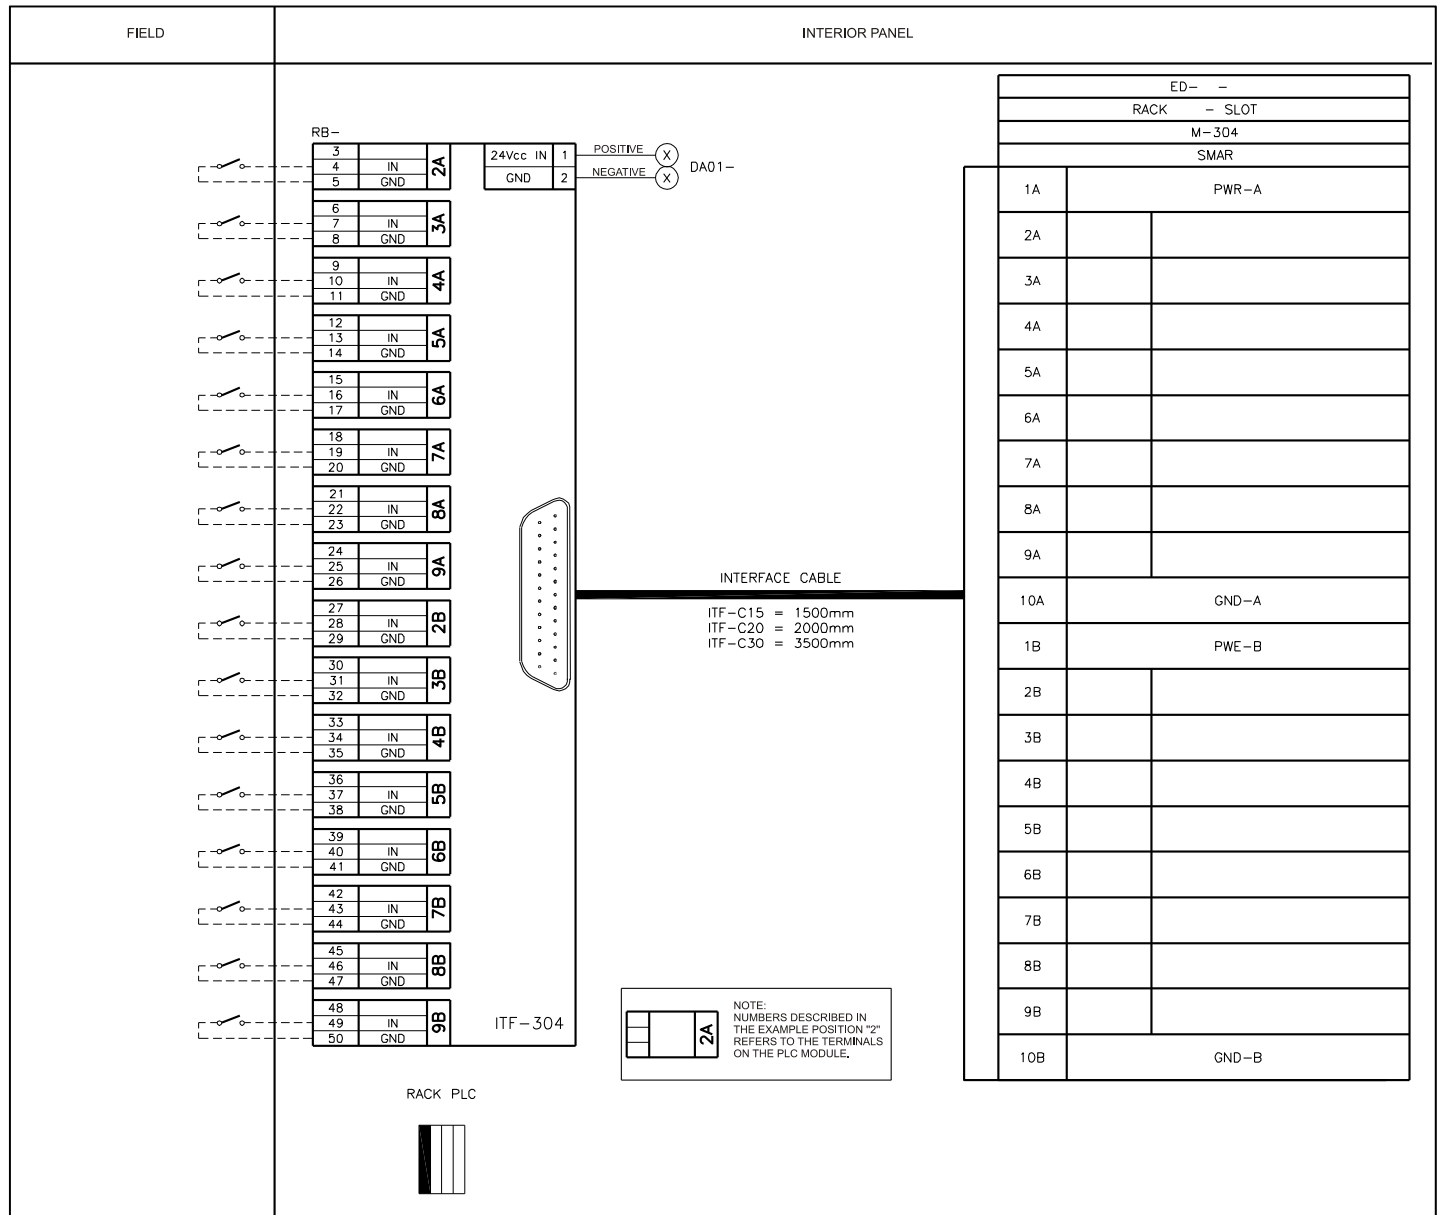 FIELD
INTERIOR PANEL
ED- -
RACK - SLOT
M-304
SMAR
RB-
3
4 IN
5 GND
2A
24Vcc IN 1
GND 2
POSITIVE X
NEGATIVE X
DA01-
6
7 IN
8 GND
3A
9
10 IN
11 GND
4A
12
13 IN
14 GND
5A
15
16 IN
17 GND
6A
18
19 IN
20 GND
7A
21
22 IN
23 GND
8A
24
25 IN
26 GND
9A
27
28 IN
29 GND
2B
30
31 IN
32 GND
3B
33
34 IN
35 GND
4B
36
37 IN
38 GND
5B
39
40 IN
41 GND
6B
42
43 IN
44 GND
7B
45
46 IN
47 GND
8B
48
49 IN
50 GND
9B
ITF-304
INTERFACE CABLE
ITF-C15 = 1500mm
ITF-C20 = 2000mm
ITF-C30 = 3500mm
1A PWR-A
2A
3A
4A
5A
6A
7A
8A
9A
10A GND-A
1B PWE-B
2B
3B
4B
5B
6B
7B
8B
9B
10B GND-B
2A
NOTE:
NUMBERS DESCRIBED IN
THE EXAMPLE POSITION "2"
REFERS TO THE TERMINALS
ON THE PLC MODULE.
RACK PLC